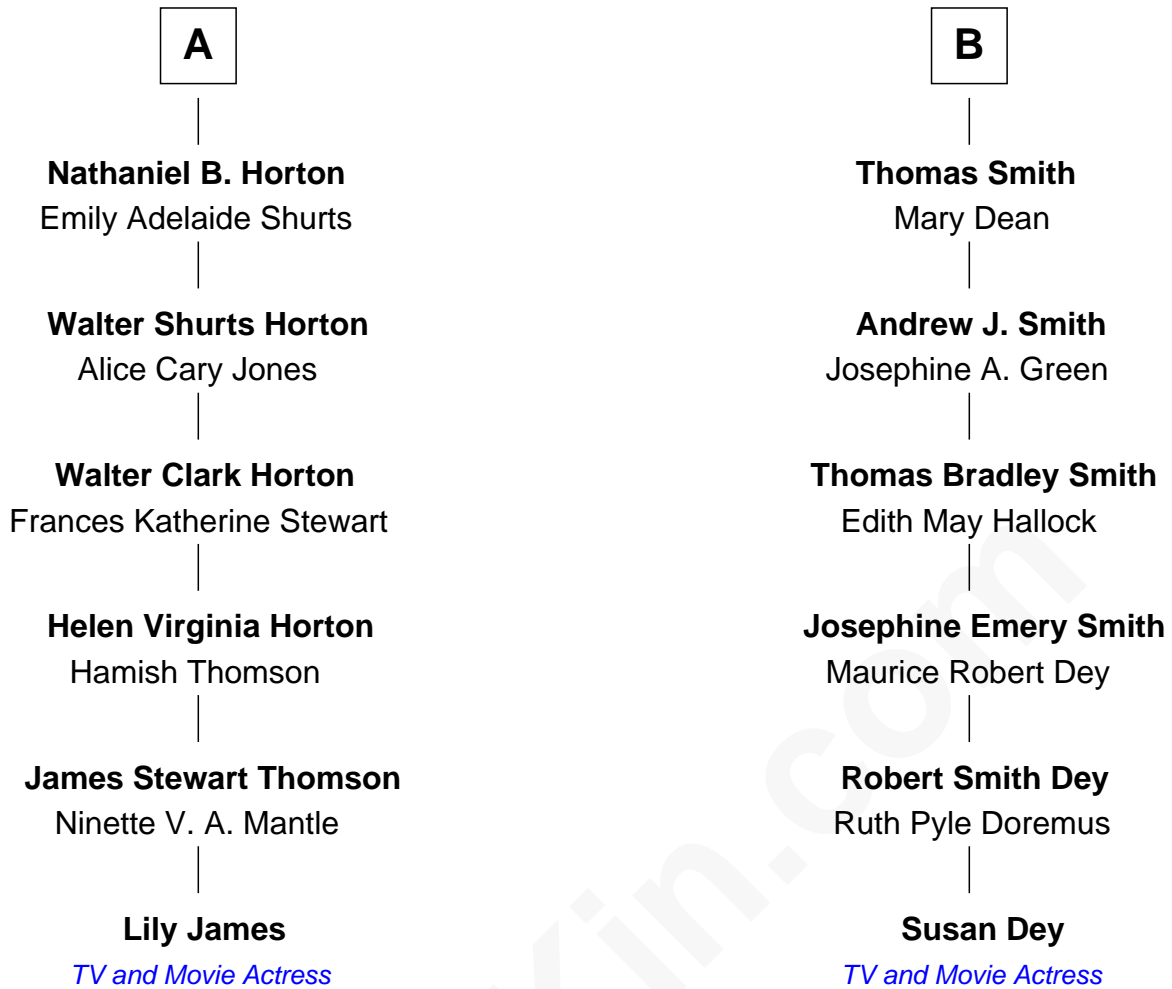 A
Nathaniel B. Horton
Emily Adelaide Shurts
Walter Shurts Horton
Alice Cary Jones
Walter Clark Horton
Frances Katherine Stewart
Helen Virginia Horton
Hamish Thomson
James Stewart Thomson
Ninette V. A. Mantle
Lily James
TV and Movie Actress
B
Thomas Smith
Mary Dean
Andrew J. Smith
Josephine A. Green
Thomas Bradley Smith
Edith May Hallock
Josephine Emery Smith
Maurice Robert Dey
Robert Smith Dey
Ruth Pyle Doremus
Susan Dey
TV and Movie Actress
Kin.com